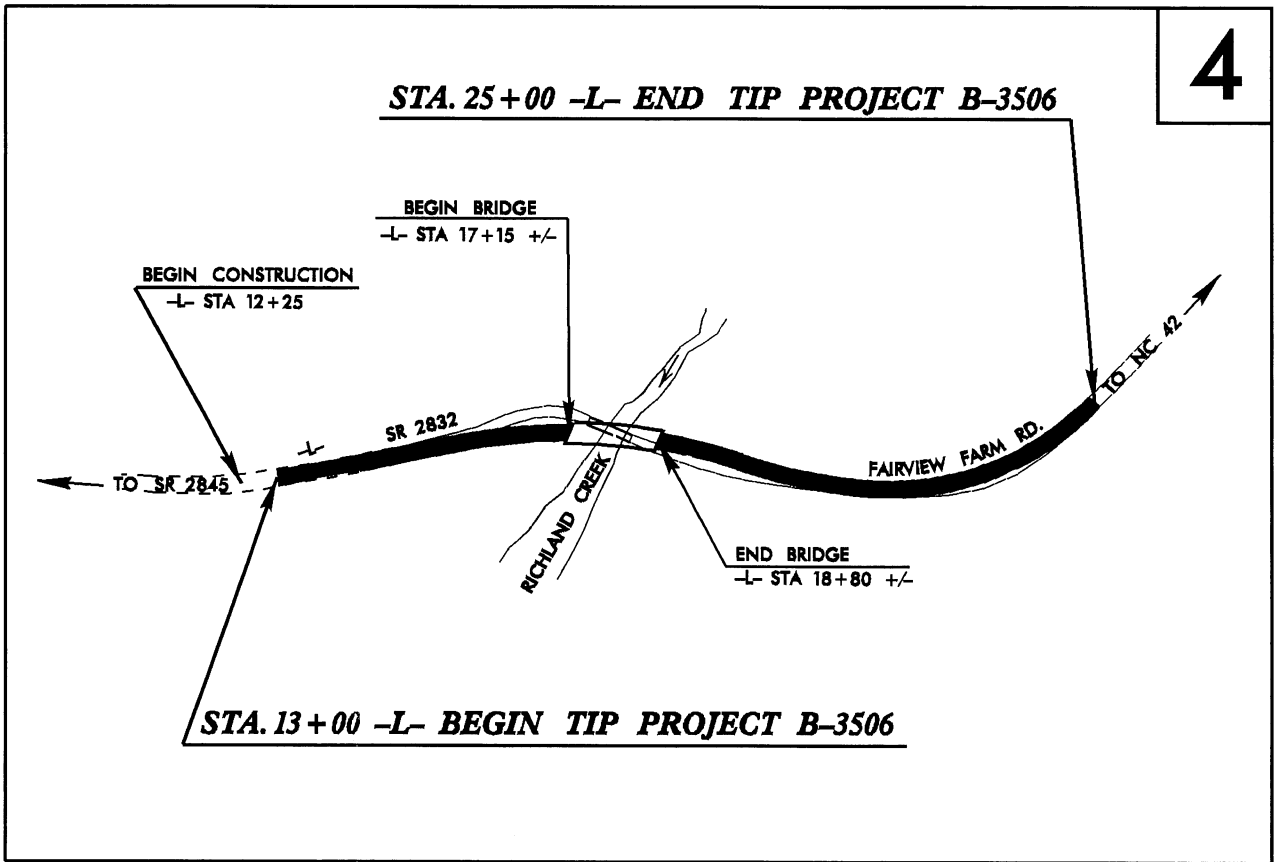 4
STA. 25+00 -L- END TIP PROJECT B-3506
BEGIN BRIDGE
-L- STA 17+15 +/-
BEGIN CONSTRUCTION
-L- STA 12+25
TO NC 42
-L-
SR 2832
FAIRVIEW FARM RD.
TO SR 2845
RICHLAND CREEK
END BRIDGE
-L- STA 18+80 +/-
STA. 13+00 -L- BEGIN TIP PROJECT B-3506